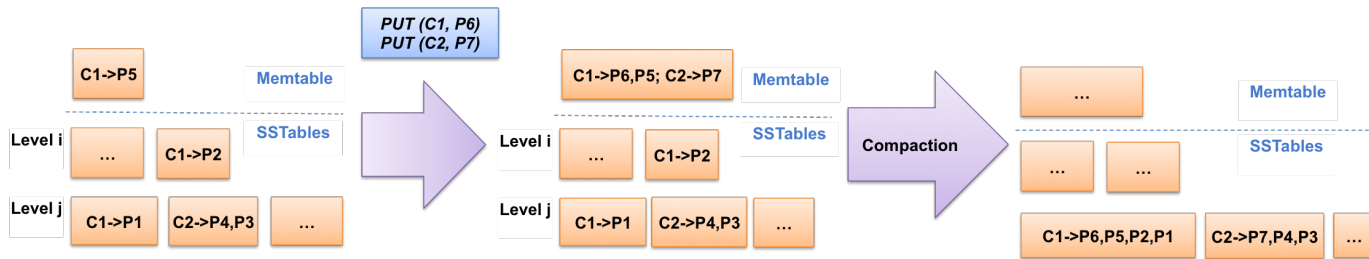 PUT (C1, P6)
PUT (C2, P7)
C1->P5
Memtable
Level i
…
C1->P2
SSTables
Level j
C1->P1
C2->P4,P3
…
C1->P6,P5; C2->P7
Memtable
Level i
…
C1->P2
SSTables
Level j
C1->P1
C2->P4,P3
…
Compaction
…
Memtable
SSTables
…
…
C1->P6,P5,P2,P1
C2->P7,P4,P3
…